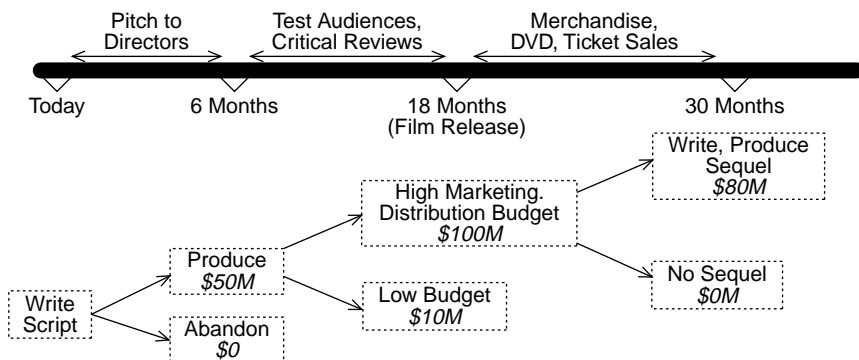 Pitch to
Directors
Test Audiences,
Critical Reviews
Merchandise,
DVD, Ticket Sales
Today
6 Months
18 Months
(Film Release)
30 Months
Write, Produce
Sequel
$80M
High Marketing.
Distribution Budget
$100M
Produce
$50M
No Sequel
$0M
Low Budget
$10M
Write
Script
Abandon
$0